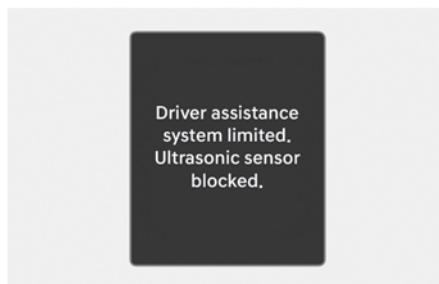 Driver assistance
system limited.
Ultrasonic sensor
blocked.